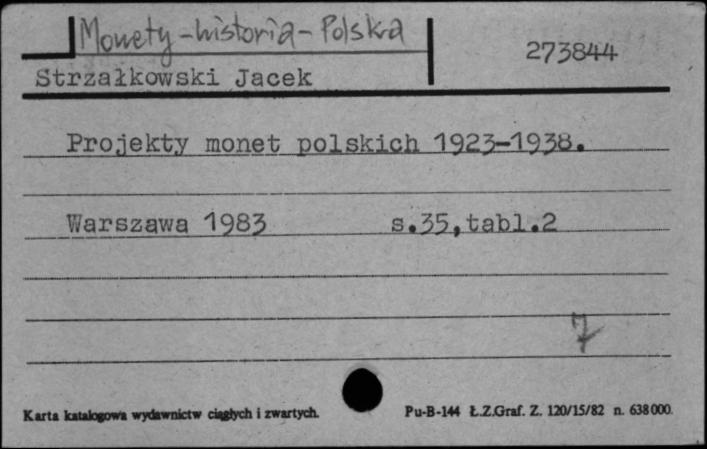 Monety - historia - Polska
273844
Strzałkowski Jacek
Projekty monet polskich 1923-1938.
Warszawa 1983 s.35,tabl.2
7
Karta katalogowa wydawnictw ciągłych i zwartych. Pu-B-144 Ł.Z.Graf. Z. 120/15/82 n. 638000.